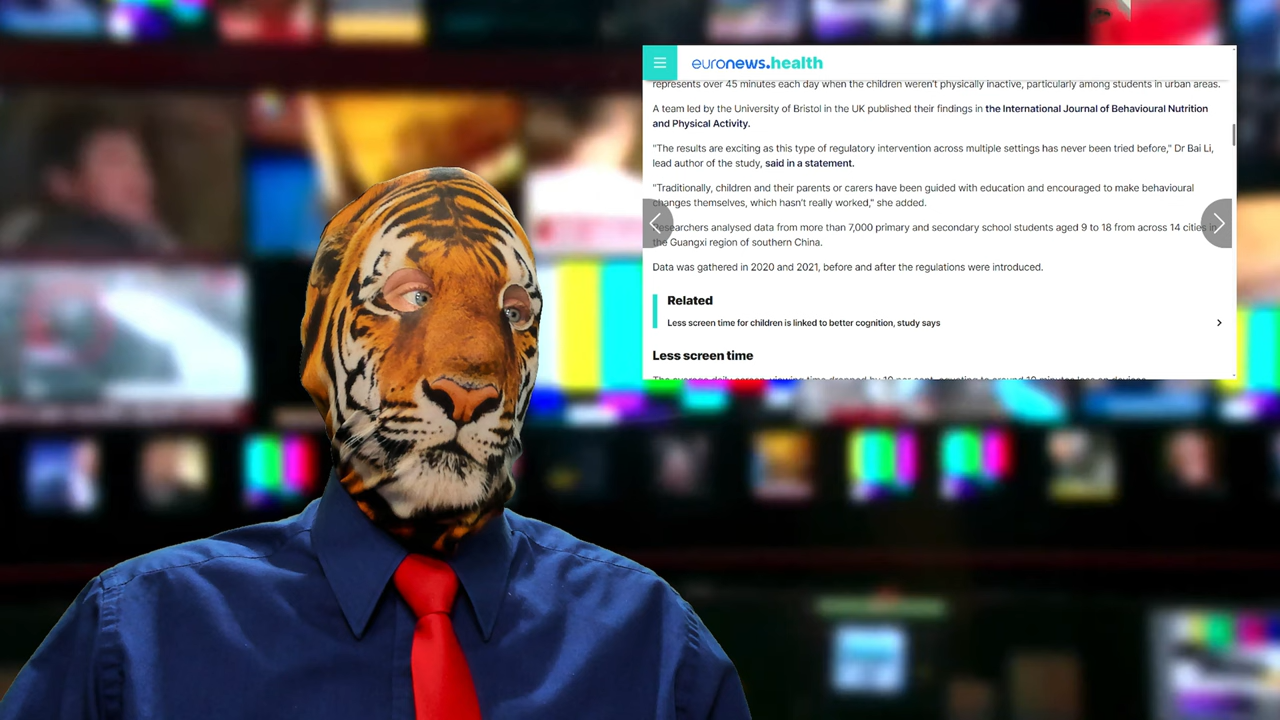 euronews.health
represents over 45 minutes each day when the children weren't physically inactive, particularly among students in urban areas.
A team led by the University of Bristol in the UK published their findings in the International Journal of Behavioural Nutrition
and Physical Activity.
"The results are exciting as this type of regulatory intervention across multiple settings has never been tried before," Dr Bai Li,
lead author of the study, said in a statement.
"Traditionally, children and their parents or carers have been guided with education and encouraged to make behavioural
changes themselves, which hasn't really worked," she added.
Researchers analysed data from more than 7,000 primary and secondary school students aged 9 to 18 from across 14 cities in
the Guangxi region of southern China.
Data was gathered in 2020 and 2021, before and after the regulations were introduced.
Related
Less screen time for children is linked to better cognition, study says
Less screen time